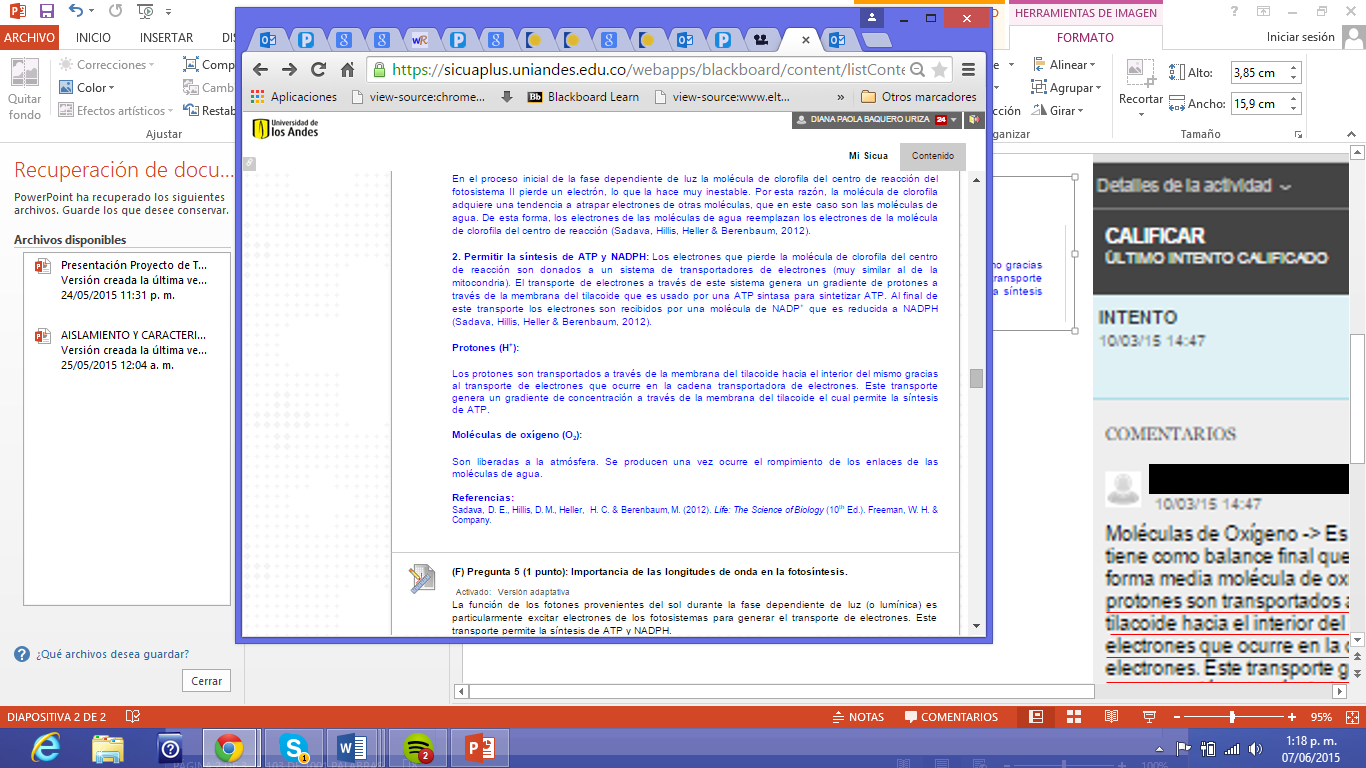 HERRAMIENTAS DE IMAGEN
ARCHIVO
INICIO
INSERTAR
FORMATO
Iniciar sesión
Quitar fondo
Correcciones
Color
Efectos artísticos
Ajustar
Alinear
Agrupar
Girar
Recortar
Alto: 3,85 cm
Ancho: 15,9 cm
Tamaño
https://sicuaplus.uniandes.edu.co/webapps/blackboard/content/listConte
Aplicaciones
view-source:chrome...
Blackboard Learn
view-source:www.elt...
»
Otros marcadores
Universidad de
los Andes
DIANA PAOLA BAQUERO URIZA 24
Mi Sicua
Contenido
En el proceso inicial de la fase dependiente de luz la molécula de clorofila del centro de reacción del
fotosistema II pierde un electrón, lo que la hace muy inestable. Por esta razón, la molécula de clorofila
adquiere una tendencia a atrapar electrones de otras moléculas, que en este caso son las moléculas de
agua. De esta forma, los electrones de las moléculas de agua reemplazan los electrones de la molécula
de clorofila del centro de reacción (Sadava, Hillis, Heller & Berenbaum, 2012).
2. Permitir la síntesis de ATP y NADPH: Los electrones que pierde la molécula de clorofila del centro
de reacción son donados a un sistema de transportadores de electrones (muy similar al de la
mitocondria). El transporte de electrones a través de este sistema genera un gradiente de protones a
través de la membrana del tilacoide que es usado por una ATP sintasa para sintetizar ATP. Al final de
este transporte los electrones son recibidos por una molécula de NADP⁺ que es reducida a NADPH
(Sadava, Hillis, Heller & Berenbaum, 2012).
Protones (H⁺):
Los protones son transportados a través de la membrana del tilacoide hacia el interior del mismo gracias
al transporte de electrones que ocurre en la cadena transportadora de electrones. Este transporte
genera un gradiente de concentración a través de la membrana del tilacoide el cual permite la síntesis
de ATP.
Moléculas de oxígeno (O₂):
Son liberadas a la atmósfera. Se producen una vez ocurre el rompimiento de los enlaces de las
moléculas de agua.
Referencias:
Sadava, D. E., Hillis, D. M., Heller, H. C. & Berenbaum, M. (2012). Life: The Science of Biology (10th Ed.). Freeman, W. H. &
Company.
(F) Pregunta 5 (1 punto): Importancia de las longitudes de onda en la fotosíntesis.
Activado: Versión adaptativa
La función de los fotones provenientes del sol durante la fase dependiente de luz (o lumínica) es
particularmente excitar electrones de los fotosistemas para generar el transporte de electrones. Este
transporte permite la síntesis de ATP y NADPH.
Recuperación de docu...
PowerPoint ha recuperado los siguientes
archivos. Guarde los que desee conservar.
Archivos disponibles
Presentación Proyecto de T...
Versión creada la última ve...
24/05/2015 11:31 p. m.
AISLAMIENTO Y CARACTERI...
Versión creada la última ve...
25/05/2015 12:04 a. m.
¿Qué archivos desea guardar?
Cerrar
gracias
transporte
síntesis
Detalles de la actividad
CALIFICAR
ÚLTIMO INTENTO CALIFICADO
INTENTO
10/03/15 14:47
COMENTARIOS
10/03/15 14:47
Moléculas de Oxígeno -> Es
tiene como balance final que
forma media molécula de ox
protones son transportados a
tilacoide hacia el interior del
electrones que ocurre en la c
electrones. Este transporte g
DIAPOSITIVA 2 DE 2
NOTAS
COMENTARIOS
95%
1:18 p. m.
07/06/2015